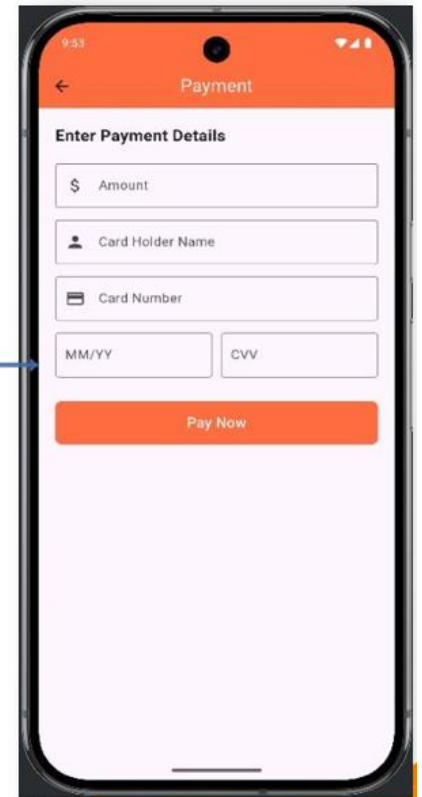 9:53
Payment
Enter Payment Details
$ Amount
Card Holder Name
Card Number
MM/YY CVV
Pay Now